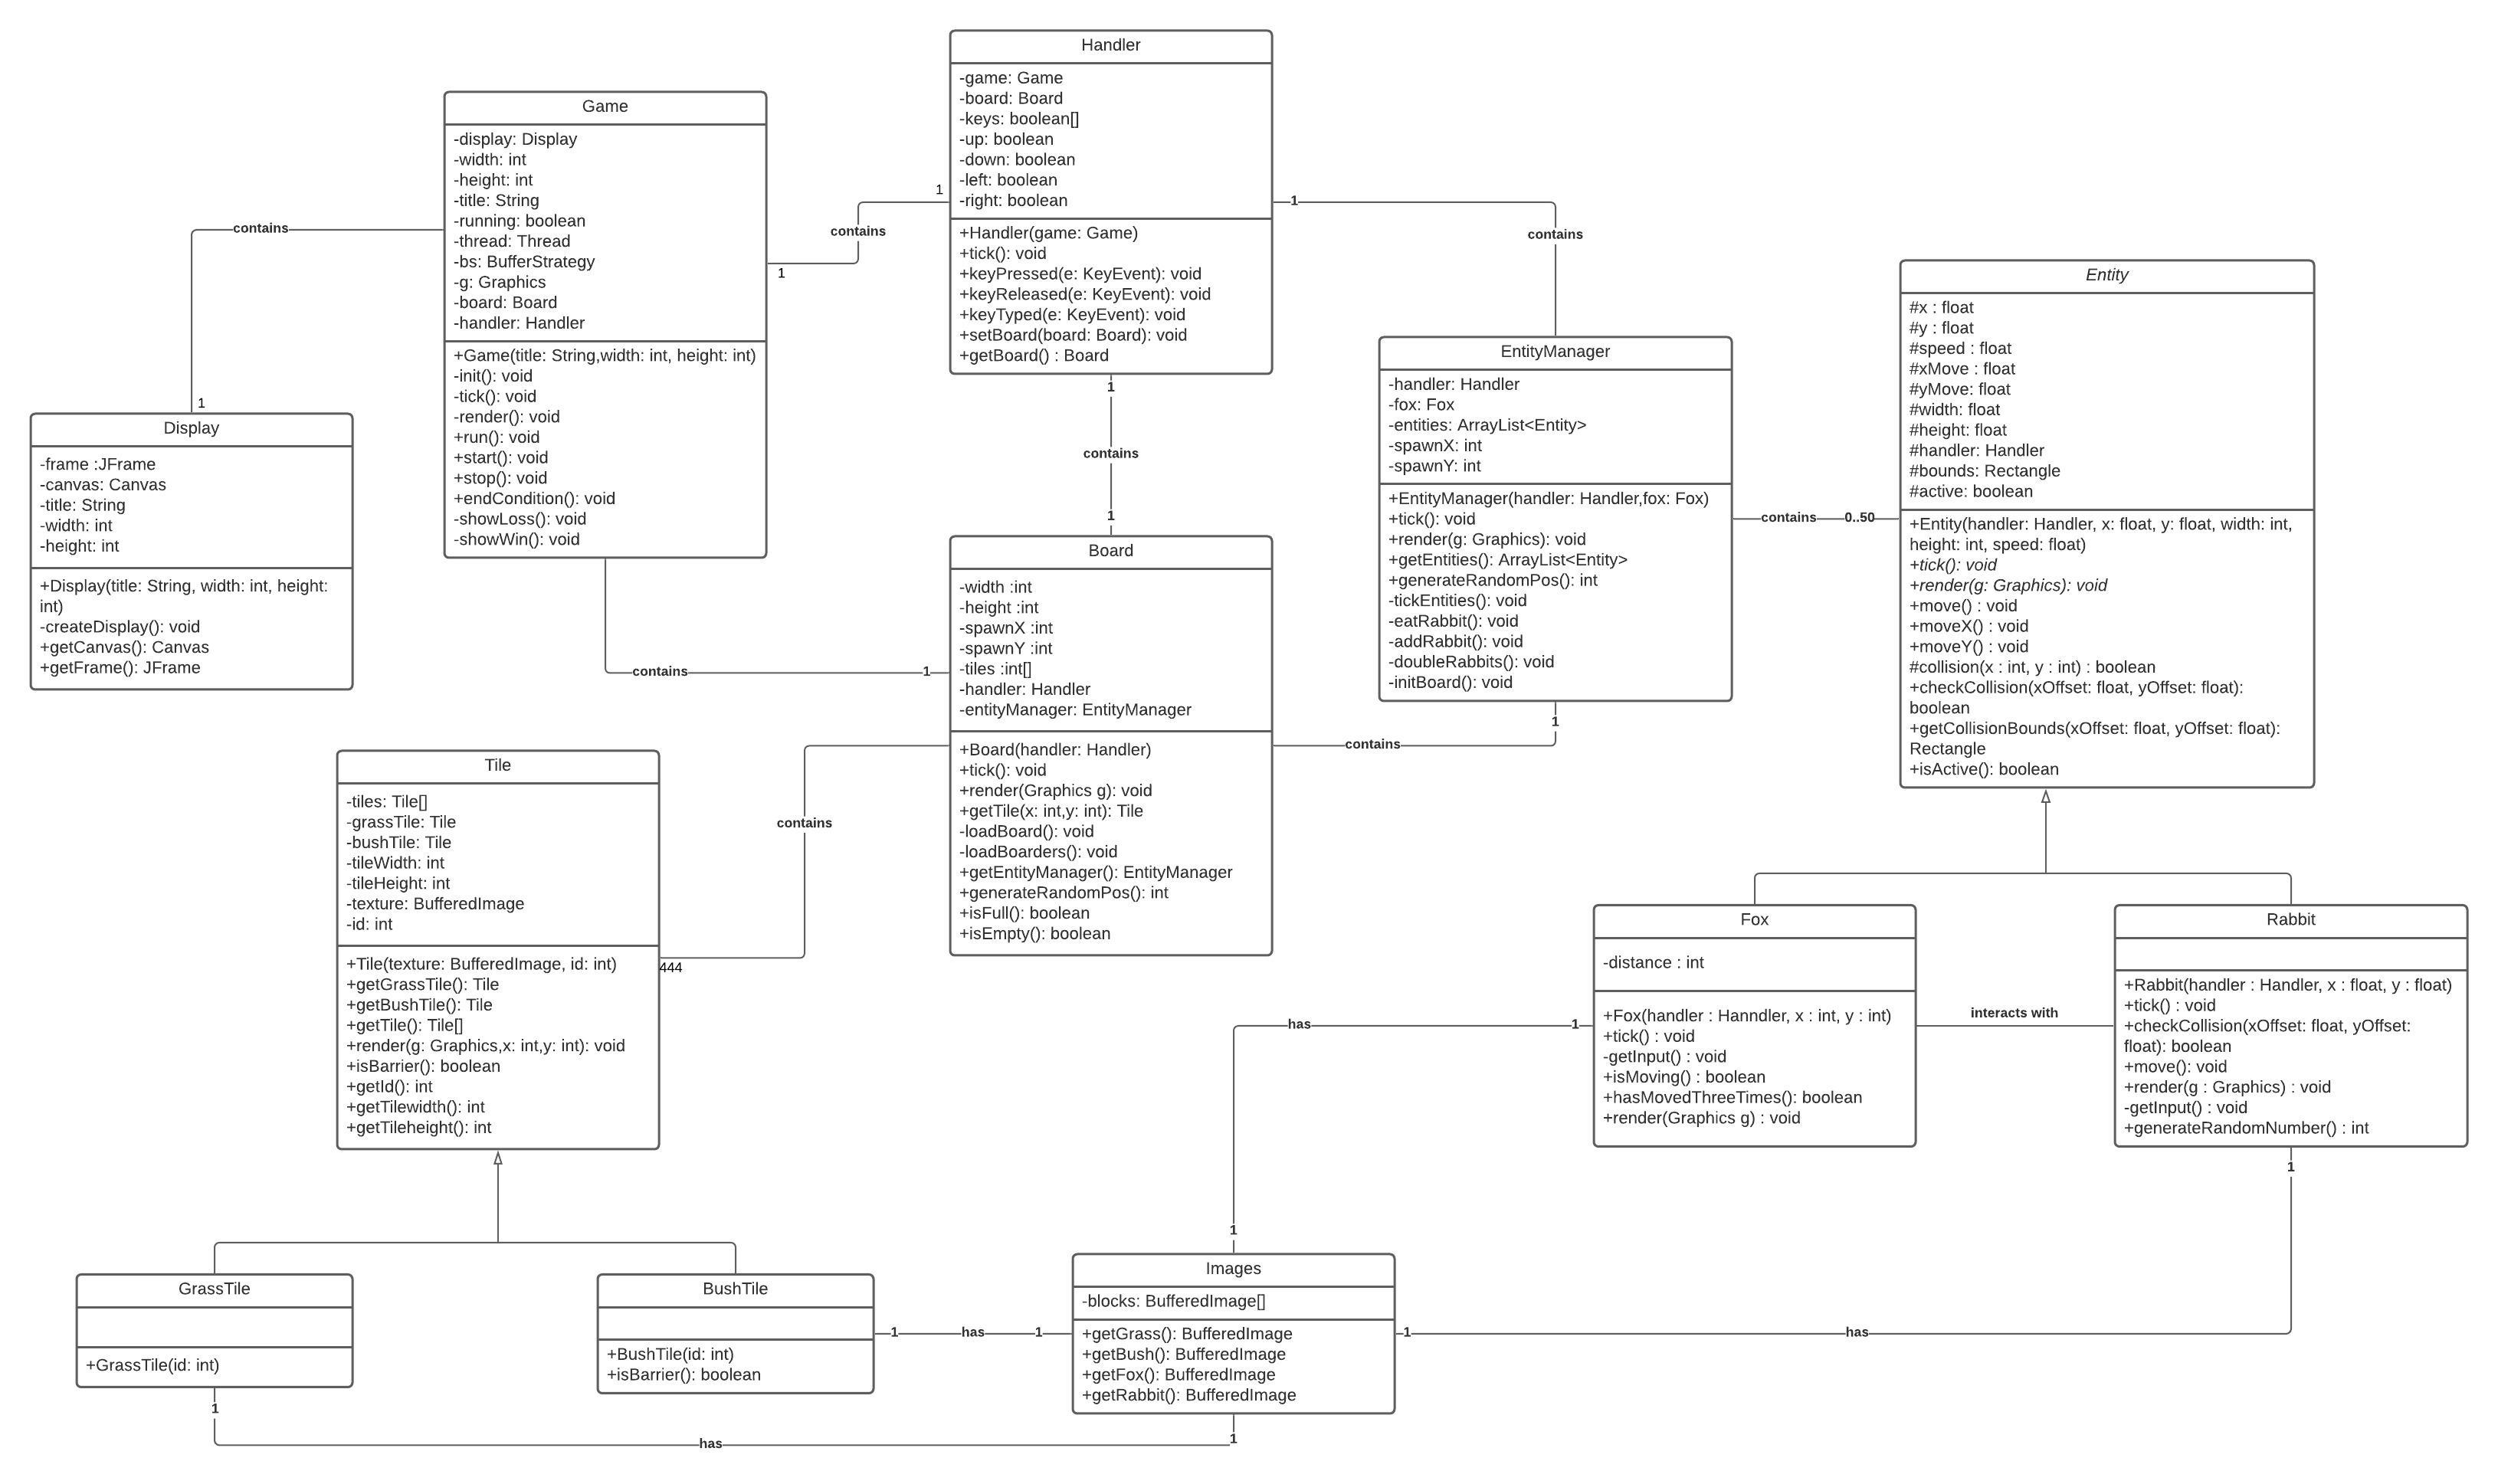 Handler
-game: Game
-board: Board
-keys: boolean[]
-up: boolean
-down: boolean
-left: boolean
-right: boolean
+Handler(game: Game)
+tick(): void
+keyPressed(e: KeyEvent): void
+keyReleased(e: KeyEvent): void
+keyTyped(e: KeyEvent): void
+setBoard(board: Board): void
+getBoard() : Board
Game
-display: Display
-width: int
-height: int
-title: String
-running: boolean
-thread: Thread
-bs: BufferStrategy
-g: Graphics
-board: Board
-handler: Handler
+Game(title: String,width: int, height: int)
-init(): void
-tick(): void
-render(): void
+run(): void
+start(): void
+stop(): void
+endCondition(): void
-showLoss(): void
-showWin(): void
contains
1
1
contains
1
1
contains
Entity
#x : float
#y : float
#speed : float
#xMove : float
#yMove: float
#width: float
#height: float
#handler: Handler
#bounds: Rectangle
#active: boolean
+Entity(handler: Handler, x: float, y: float, width: int,
height: int, speed: float)
+tick(): void
+render(g: Graphics): void
+move() : void
+moveX() : void
+moveY() : void
#collision(x : int, y : int) : boolean
+checkCollision(xOffset: float, yOffset: float):
boolean
+getCollisionBounds(xOffset: float, yOffset: float):
Rectangle
+isActive(): boolean
EntityManager
-handler: Handler
-fox: Fox
-entities: ArrayList<Entity>
-spawnX: int
-spawnY: int
+EntityManager(handler: Handler,fox: Fox)
+tick(): void
+render(g: Graphics): void
+getEntities(): ArrayList<Entity>
+generateRandomPos(): int
-tickEntities(): void
-eatRabbit(): void
-addRabbit(): void
-doubleRabbits(): void
-initBoard(): void
contains
0..50
Display
-frame :JFrame
-canvas: Canvas
-title: String
-width: int
-height: int
+Display(title: String, width: int, height:
int)
-createDisplay(): void
+getCanvas(): Canvas
+getFrame(): JFrame
1
contains
1
Board
-width :int
-height :int
-spawnX :int
-spawnY :int
-tiles :int[]
-handler: Handler
-entityManager: EntityManager
+Board(handler: Handler)
+tick(): void
+render(Graphics g): void
+getTile(x: int,y: int): Tile
-loadBoard(): void
-loadBoarders(): void
+getEntityManager(): EntityManager
+generateRandomPos(): int
+isFull(): boolean
+isEmpty(): boolean
contains
1
1
contains
contains
444
Tile
-tiles: Tile[]
-grassTile: Tile
-bushTile: Tile
-tileWidth: int
-tileHeight: int
-texture: BufferedImage
-id: int
+Tile(texture: BufferedImage, id: int)
+getGrassTile(): Tile
+getBushTile(): Tile
+getTile(): Tile[]
+render(g: Graphics,x: int,y: int): void
+isBarrier(): boolean
+getId(): int
+getTilewidth(): int
+getTileheight(): int
Fox
-distance : int
+Fox(handler : Hanndler, x : int, y : int)
+tick() : void
-getInput() : void
+isMoving() : boolean
+hasMovedThreeTimes(): boolean
+render(Graphics g) : void
interacts with
Rabbit
+Rabbit(handler : Handler, x : float, y : float)
+tick() : void
+checkCollision(xOffset: float, yOffset:
float): boolean
+move(): void
+render(g : Graphics) : void
-getInput() : void
+generateRandomNumber() : int
has
1
1
1
GrassTile
+GrassTile(id: int)
BushTile
+BushTile(id: int)
+isBarrier(): boolean
1
has
1
Images
-blocks: BufferedImage[]
+getGrass(): BufferedImage
+getBush(): BufferedImage
+getFox(): BufferedImage
+getRabbit(): BufferedImage
1
has
1
has
1